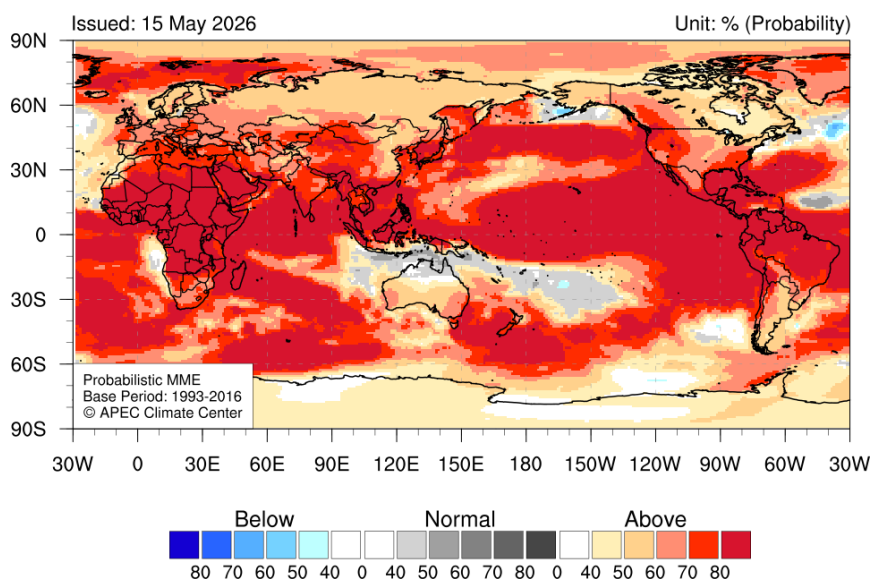 Issued: 15 May 2026 Unit: % (Probability)
90N
60N
30N
0
30S
60S
90S
Probabilistic MME
Base Period: 1993-2016
© APEC Climate Center
30W 0 30E 60E 90E 120E 150E 180 150W 120W 90W 60W 30W
Below Normal Above
80 70 60 50 40 0 40 50 60 70 80 0 40 50 60 70 80